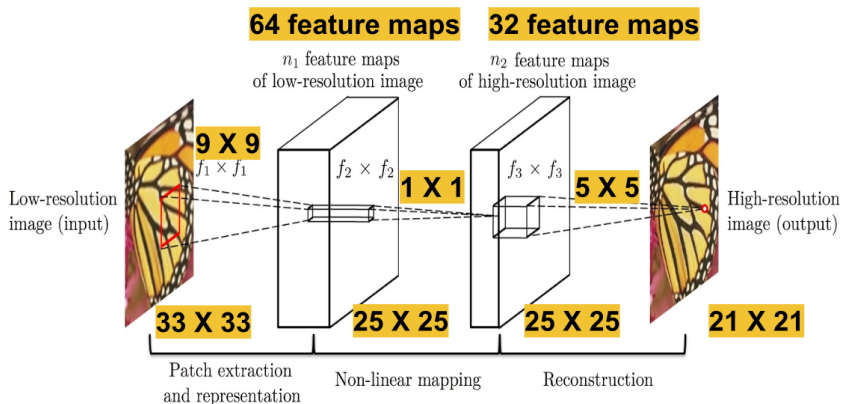 64 feature maps
32 feature maps
n₁ feature maps
of low-resolution image
n₂ feature maps
of high-resolution image
9 X 9
f₁ × f₁
f₂ × f₂
1 X 1
f₃ × f₃
5 X 5
Low-resolution
image (input)
High-resolution
image (output)
33 X 33
25 X 25
25 X 25
21 X 21
Patch extraction
and representation
Non-linear mapping
Reconstruction